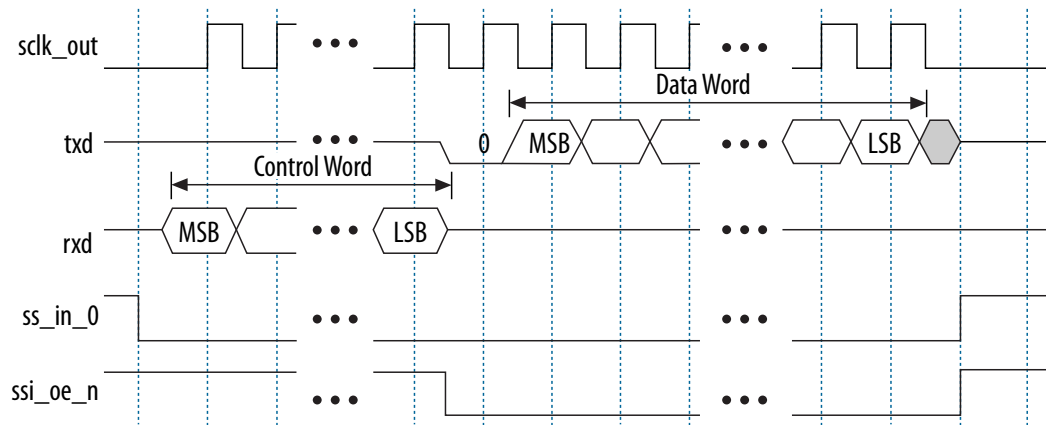 sclk_out
Data Word
txd
0
MSB
LSB
Control Word
rxd
MSB
LSB
ss_in_0
ssi_oe_n